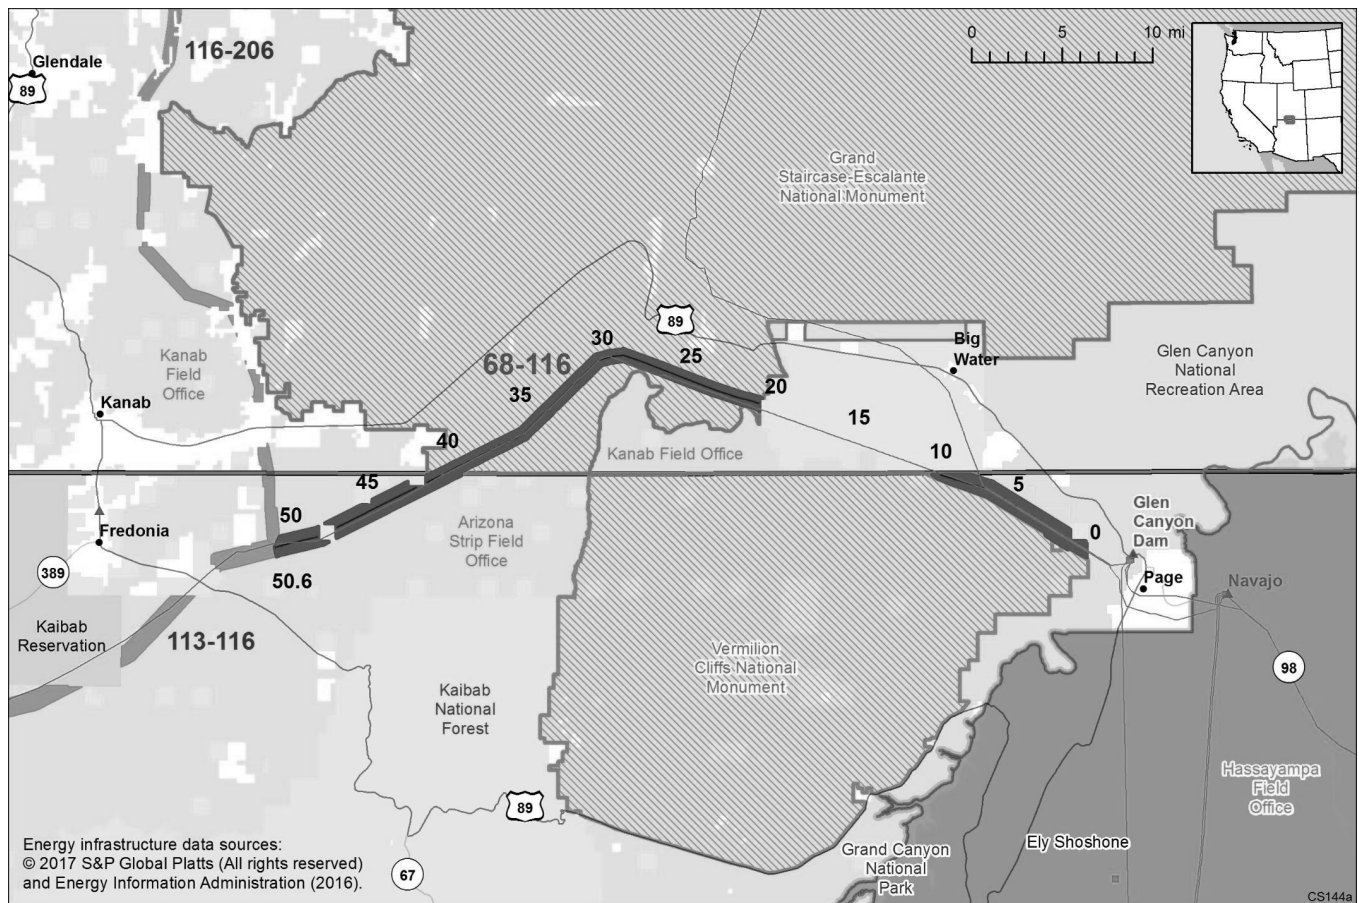 116-206
0
5
10 mi
Glendale
89
Grand
Staircase-Escalante
National Monument
89
Big
Water
30
25
68-116
Kanab
Field
Office
Glen Canyon
National
Recreation Area
35
20
Kanab
15
40
Kanab Field Office
10
45
5
50
Arizona
Strip Field
Office
Glen
Canyon
Dam
Fredonia
0
389
50.6
Page
Navajo
Kaibab
Reservation
113-116
Vermilion
Cliffs National
Monument
98
Kaibab
National
Forest
Hassayampa
Field
Office
89
Energy infrastructure data sources:
© 2017 S&P Global Platts (All rights reserved)
and Energy Information Administration (2016).
67
Grand Canyon
National
Park
Ely Shoshone
CS144a